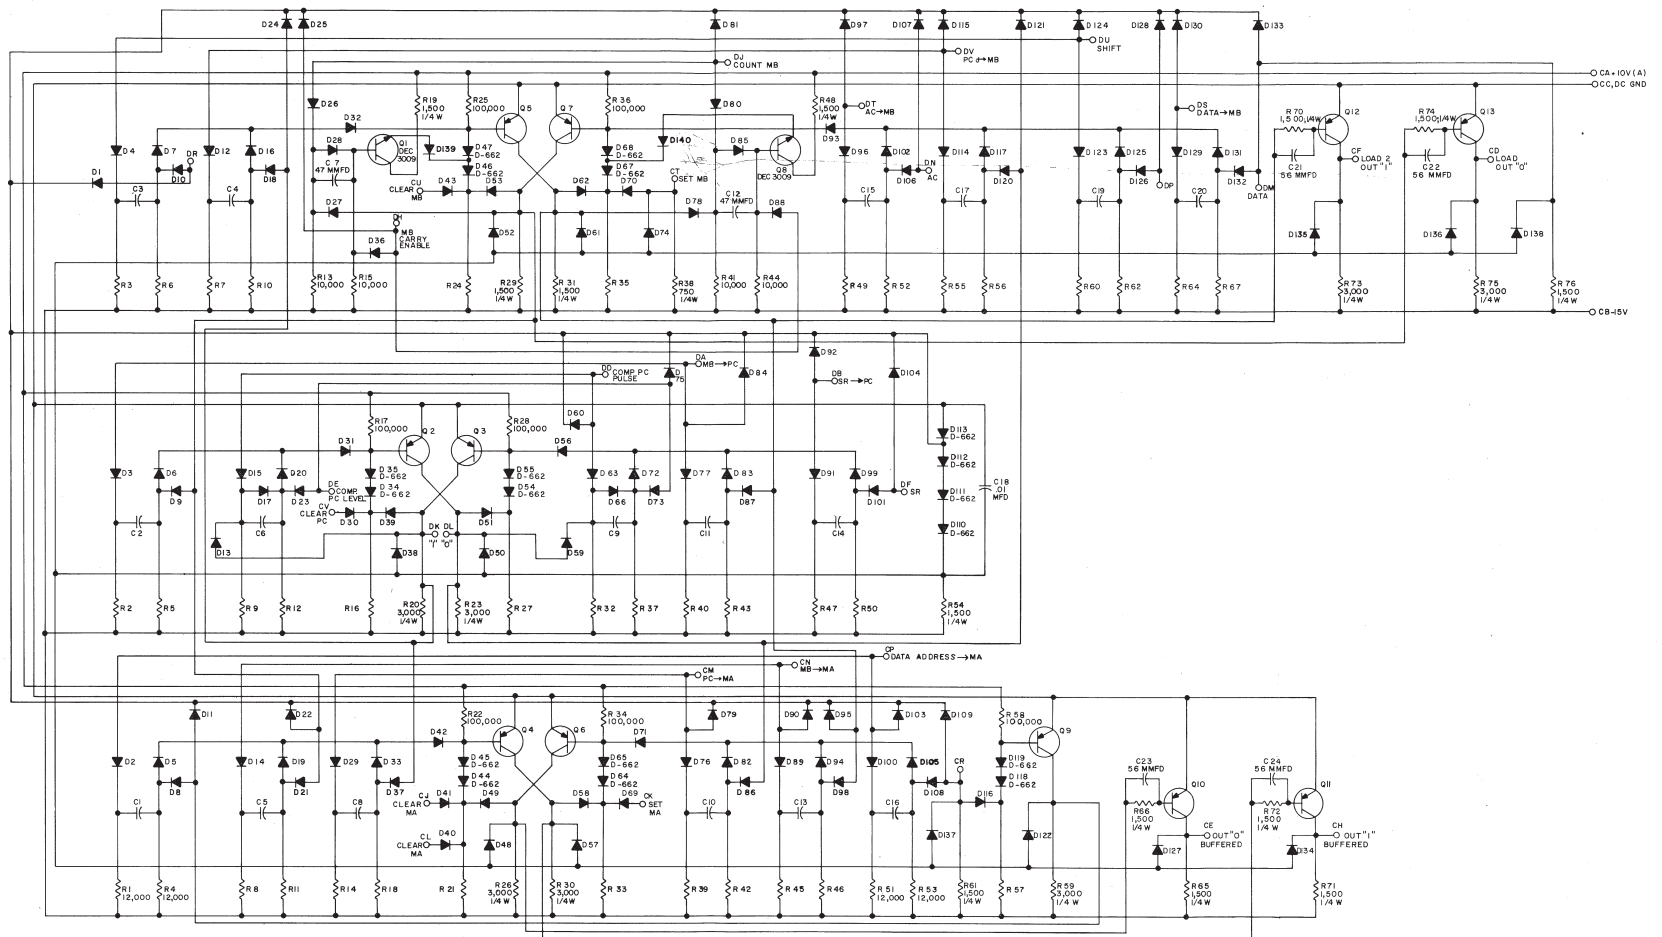 D24 D25 D81 D97 D107 D115 D121 D124 D128 D130 D133
DU
SHIFT
DV
PC d→MB
DJ
COUNT MB
CA+10V(A)
CC,DC GND
D26 R19
1,500
1/4W R25
100,000 Q5 Q7 R36
100,000 D80 R48
1,500
1/4W
DT
AC→MB
DS
DATA→MB
R70
1,500,1/4W Q12 R74
1,500,1/4W Q13
D32 D28 Q1
DEC
3009 D139 D47
D-662 D68
D-662 D140 D85 D93
D4 D7 DR D12 D16 C7
47 MMFD D46
D-662 D67
D-662 Q8
DEC 3009 D96 D102 DN
AC D114 D117 D123 D125 D129 D131
C21
56 MMFD CF
LOAD 2
OUT "1" C22
56 MMFD CD
LOAD
OUT "0"
D1 D10 D18 CU
CLEAR
MB D43 D53 D62 D70 CT
SET MB C12
47 MMFD D106 D120 D126 DP D132 DM
DATA
C3 C4 D27 DH
MB
CARRY
ENABLE D78 D88 C15 C17 C19 C20
D36 D52 D61 D74 D135 D136 D138
R3 R6 R7 R10 R13
10,000 R15
10,000 R24 R29
1,500
1/4W R31
1,500
1/4W R35 R38
750
1/4W R41
10,000 R44
10,000 R49 R52 R55 R56 R60 R62 R64 R67 R73
3,000
1/4W R75
3,000
1/4W R76
1,500
1/4W
CB-15V
DA
MB→PC D92
DD
COMP. PC
PULSE D75 D84 DB
SR→PC D104
R17
100,000 Q2 Q3 R28
100,000 D60 D113
D-662
D31 D56 D112
D-662
D3 D6 D15 D20 DE
COMP.
PC LEVEL D35
D-662 D55
D-662 D63 D72 D77 D83 D91 D99 DF
SR C18
.01
MFD
D9 D17 D23 D34
D-662 D54
D-662 D66 D73 D87 D101 D111
D-662
CV
CLEAR
PC D30 D39 D51
C2 C6 DK DL
"1" "0" C9 C11 C14 D110
D-662
D13 D38 D50 D59
R2 R5 R9 R12 R16 R20
3,000
1/4W R23
3,000
1/4W R27 R32 R37 R40 R43 R47 R50 R54
1,500
1/4W
CP
DATA ADDRESS→MA
CN
MB→MA
CM
PC→MA
D11 D22 R22
100,000 R34
100,000 D79 D90 D95 D103 D109 R58
100,000
D42 Q4 Q6 D71 Q9
D2 D5 D14 D19 D29 D33 D45
D-662 D65
D-662 D76 D82 D89 D94 D100 D105 CR D119
D-662 C23
56 MMFD C24
56 MMFD
D8 D21 D37 D44
D-662 D64
D-662 D86 D98 D108 D118
D-662 Q10 Q11
CJ
CLEAR
MA D41 D49 D58 D69 CK
SET
MA D116
C1 C5 C8 C10 C13 C16 R66
1,500
1/4W R72
1,500
1/4W
CL
CLEAR
MA D40 D48 D57 D137 D122 CE
OUT "0"
BUFFERED CH
OUT "1"
BUFFERED
D127 D134
R1
12,000 R4
12,000 R8 R11 R14 R18 R21 R26
3,000
1/4W R30
3,000
1/4W R33 R39 R42 R45 R46 R51
12,000 R53
12,000 R61
1,500
1/4W R57 R59
3,000
1/4W R65
1,500
1/4W R71
1,500
1/4W